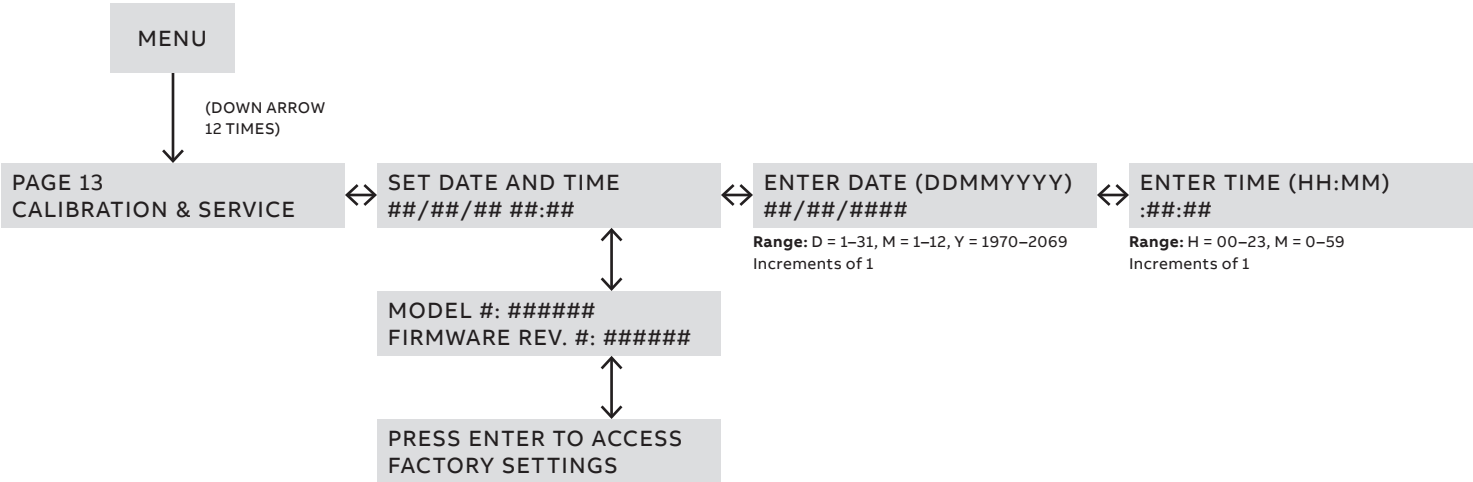 MENU
(DOWN ARROW
12 TIMES)
PAGE 13
CALIBRATION & SERVICE
SET DATE AND TIME
##/##/## ##:##
ENTER DATE (DDMMYYYY)
##/##/####
Range: D = 1–31, M = 1–12, Y = 1970–2069
Increments of 1
ENTER TIME (HH:MM)
:##:##
Range: H = 00–23, M = 0–59
Increments of 1
MODEL #: ######
FIRMWARE REV. #: ######
PRESS ENTER TO ACCESS
FACTORY SETTINGS